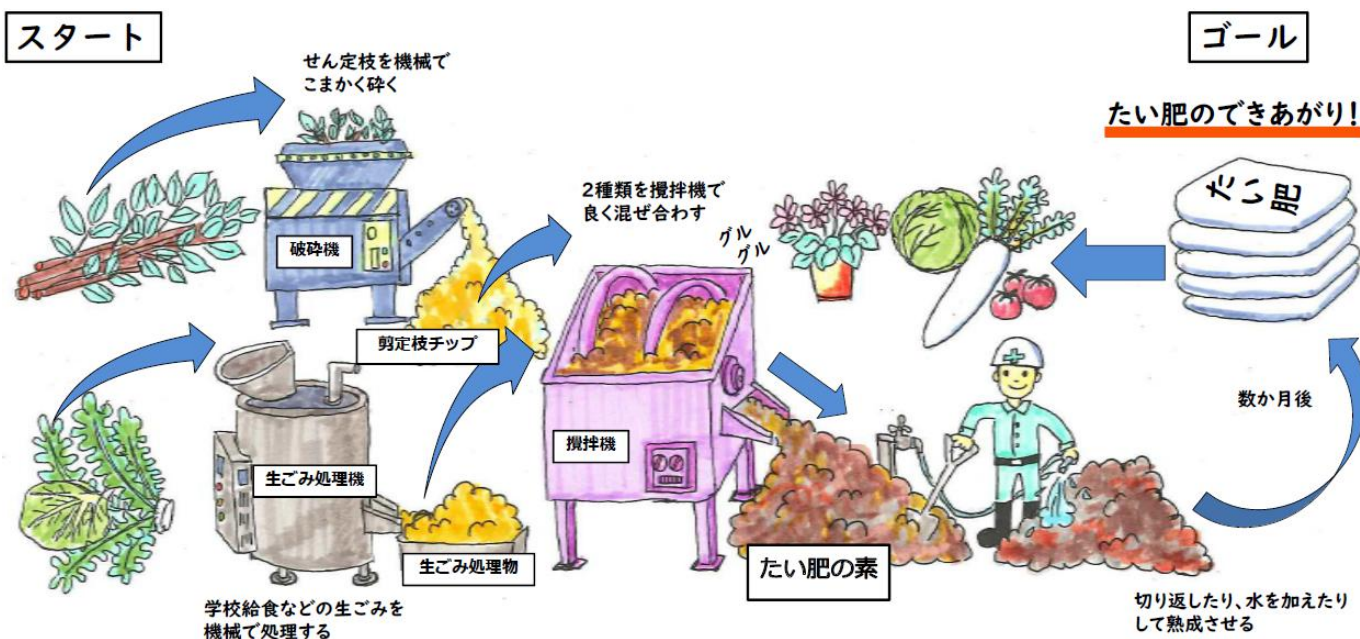 スタート
せん定枝を機械で
こまかく砕く
破砕機
剪定枝チップ
生ごみ処理機
生ごみ処理物
学校給食などの生ごみを
機械で処理する
2種類を攪拌機で
良く混ぜ合わす
グル
グル
攪拌機
たい肥の素
切り返したり、水を加えたり
して熟成させる
数か月後
ゴール
たい肥のできあがり!
たい肥